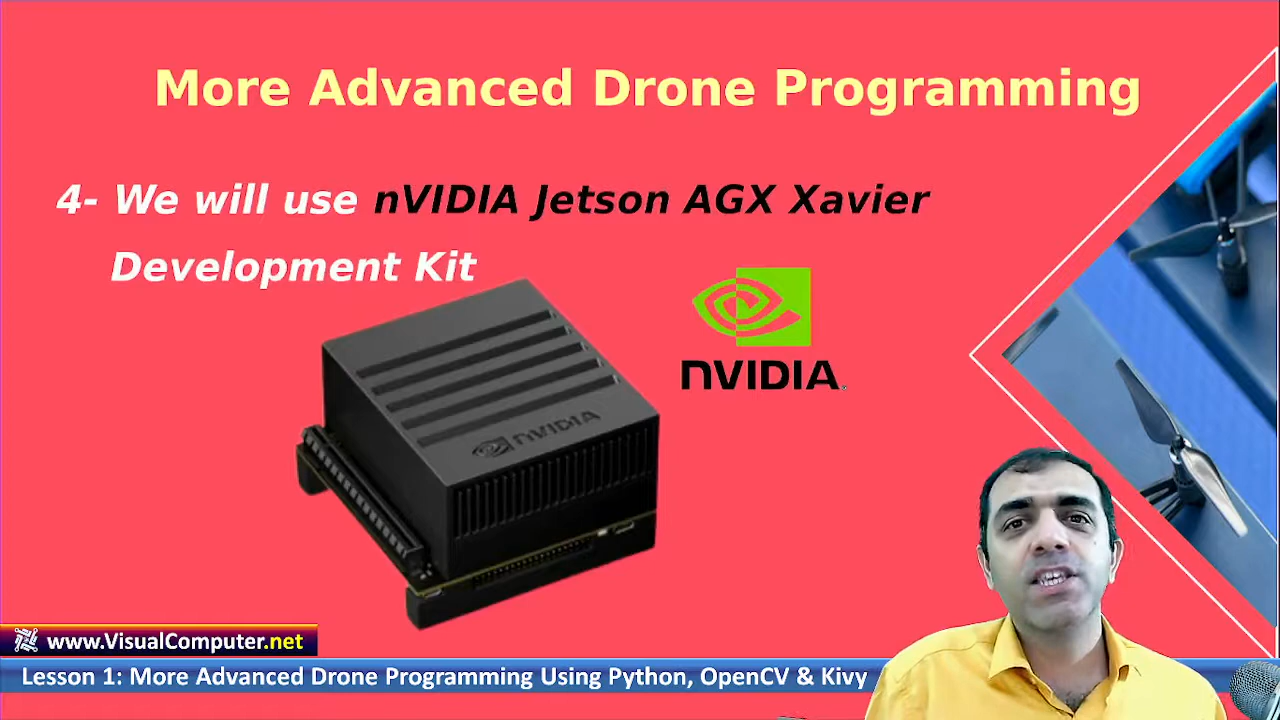 More Advanced Drone Programming
4- We will use nVIDIA Jetson AGX Xavier
Development Kit
nVIDIA.
nVIDIA
www.VisualComputer.net
Lesson 1: More Advanced Drone Programming Using Python, OpenCV & Kivy